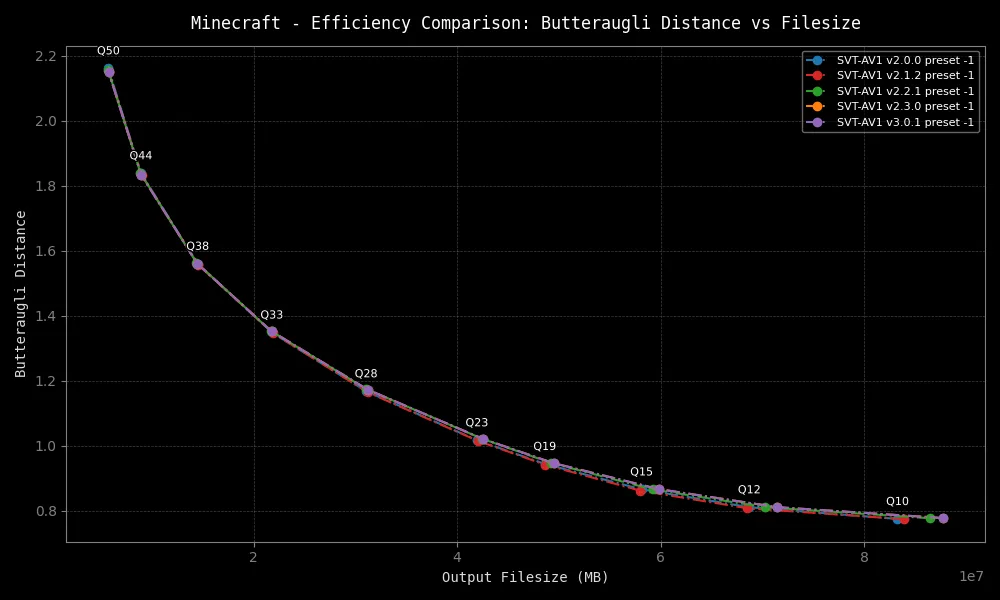 Minecraft - Efficiency Comparison: Butteraugli Distance vs Filesize
Q50
SVT-AV1 v2.0.0 preset -1
SVT-AV1 v2.1.2 preset -1
SVT-AV1 v2.2.1 preset -1
SVT-AV1 v2.3.0 preset -1
SVT-AV1 v3.0.1 preset -1
Q44
Q38
Q33
Q28
Q23
Q19
Q15
Q12
Q10
Butteraugli Distance
2.2
2.0
1.8
1.6
1.4
1.2
1.0
0.8
2
4
6
8
1e7
Output Filesize (MB)